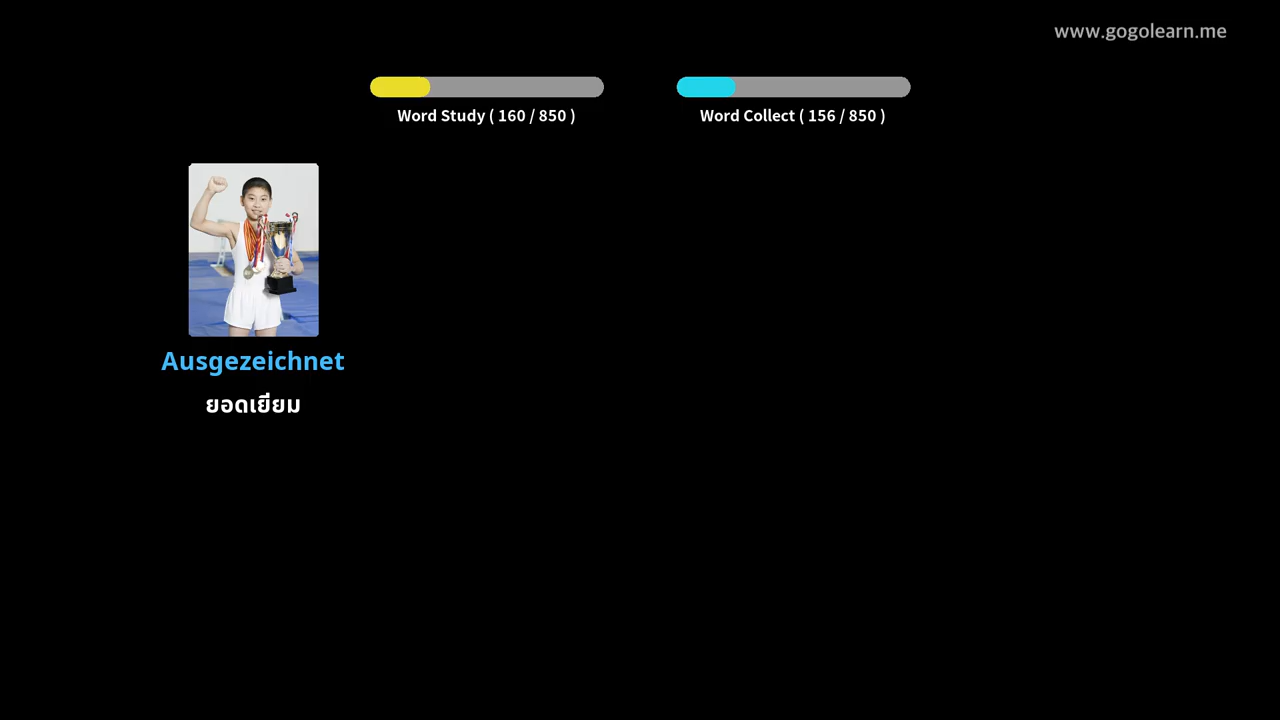 www.gogolearn.me
Word Study ( 160 / 850 )
Word Collect ( 156 / 850 )
Ausgezeichnet
ยอดเยี่ยม